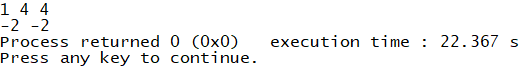 1 4 4
-2 -2
Process returned 0 (0x0)   execution time : 22.367 s
Press any key to continue.